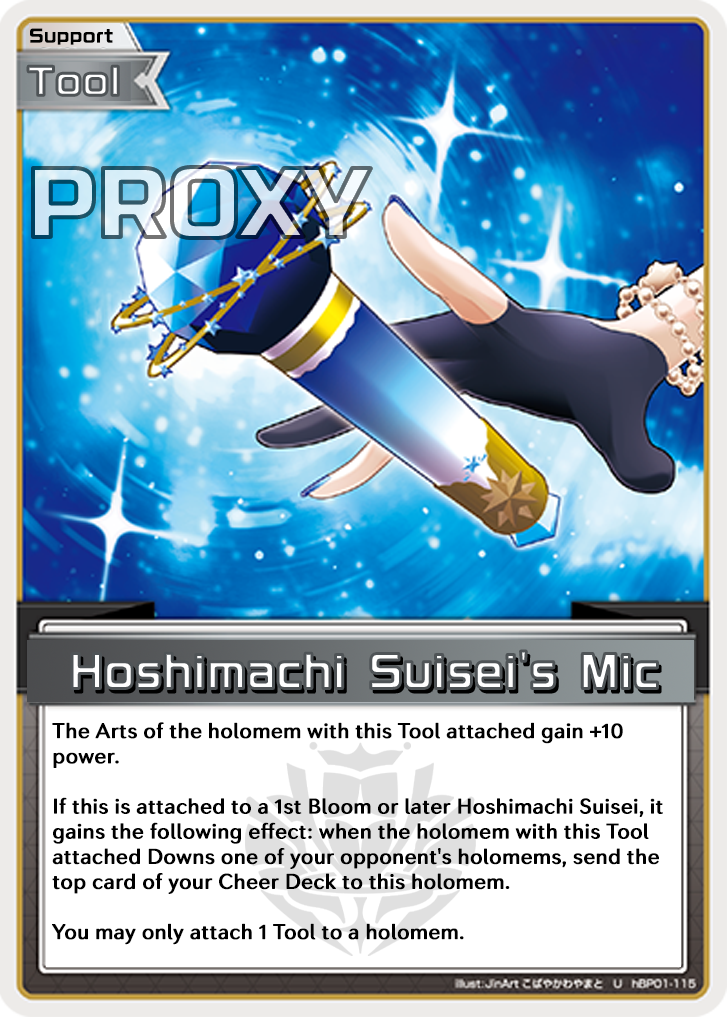 Support
Tool
PROXY
Hoshimachi Suisei's Mic
The Arts of the holomem with this Tool attached gain +10
power.
If this is attached to a 1st Bloom or later Hoshimachi Suisei, it
gains the following effect: when the holomem with this Tool
attached Downs one of your opponent's holomems, send the
top card of your Cheer Deck to this holomem.
You may only attach 1 Tool to a holomem.
illust:JinArt こばやかわやまと U hBP01-115